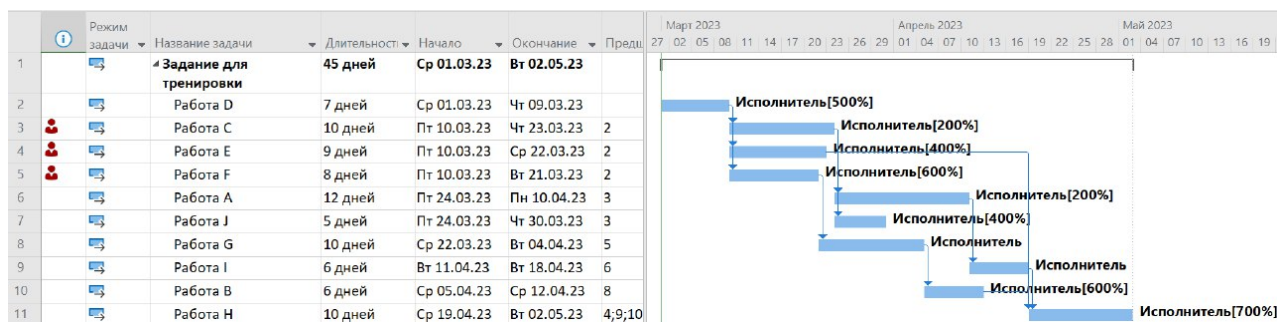 Режим задачи Название задачи Длительность Начало Окончание Предш
Март 2023 Апрель 2023 Май 2023
27 02 05 08 11 14 17 20 23 26 29 01 04 07 10 13 16 19 22 25 28 01 04 07 10 13 16 19
1 Задание для тренировки 45 дней Ср 01.03.23 Вт 02.05.23
2 Работа D 7 дней Ср 01.03.23 Чт 09.03.23 Исполнитель[500%]
3 Работа C 10 дней Пт 10.03.23 Чт 23.03.23 2 Исполнитель[200%]
4 Работа E 9 дней Пт 10.03.23 Ср 22.03.23 2 Исполнитель[400%]
5 Работа F 8 дней Пт 10.03.23 Вт 21.03.23 2 Исполнитель[600%]
6 Работа A 12 дней Пт 24.03.23 Пн 10.04.23 3 Исполнитель[200%]
7 Работа J 5 дней Пт 24.03.23 Чт 30.03.23 3 Исполнитель[400%]
8 Работа G 10 дней Ср 22.03.23 Вт 04.04.23 5 Исполнитель
9 Работа I 6 дней Вт 11.04.23 Вт 18.04.23 6 Исполнитель
10 Работа B 6 дней Ср 05.04.23 Ср 12.04.23 8 Исполнитель[600%]
11 Работа H 10 дней Ср 19.04.23 Вт 02.05.23 4;9;10 Исполнитель[700%]